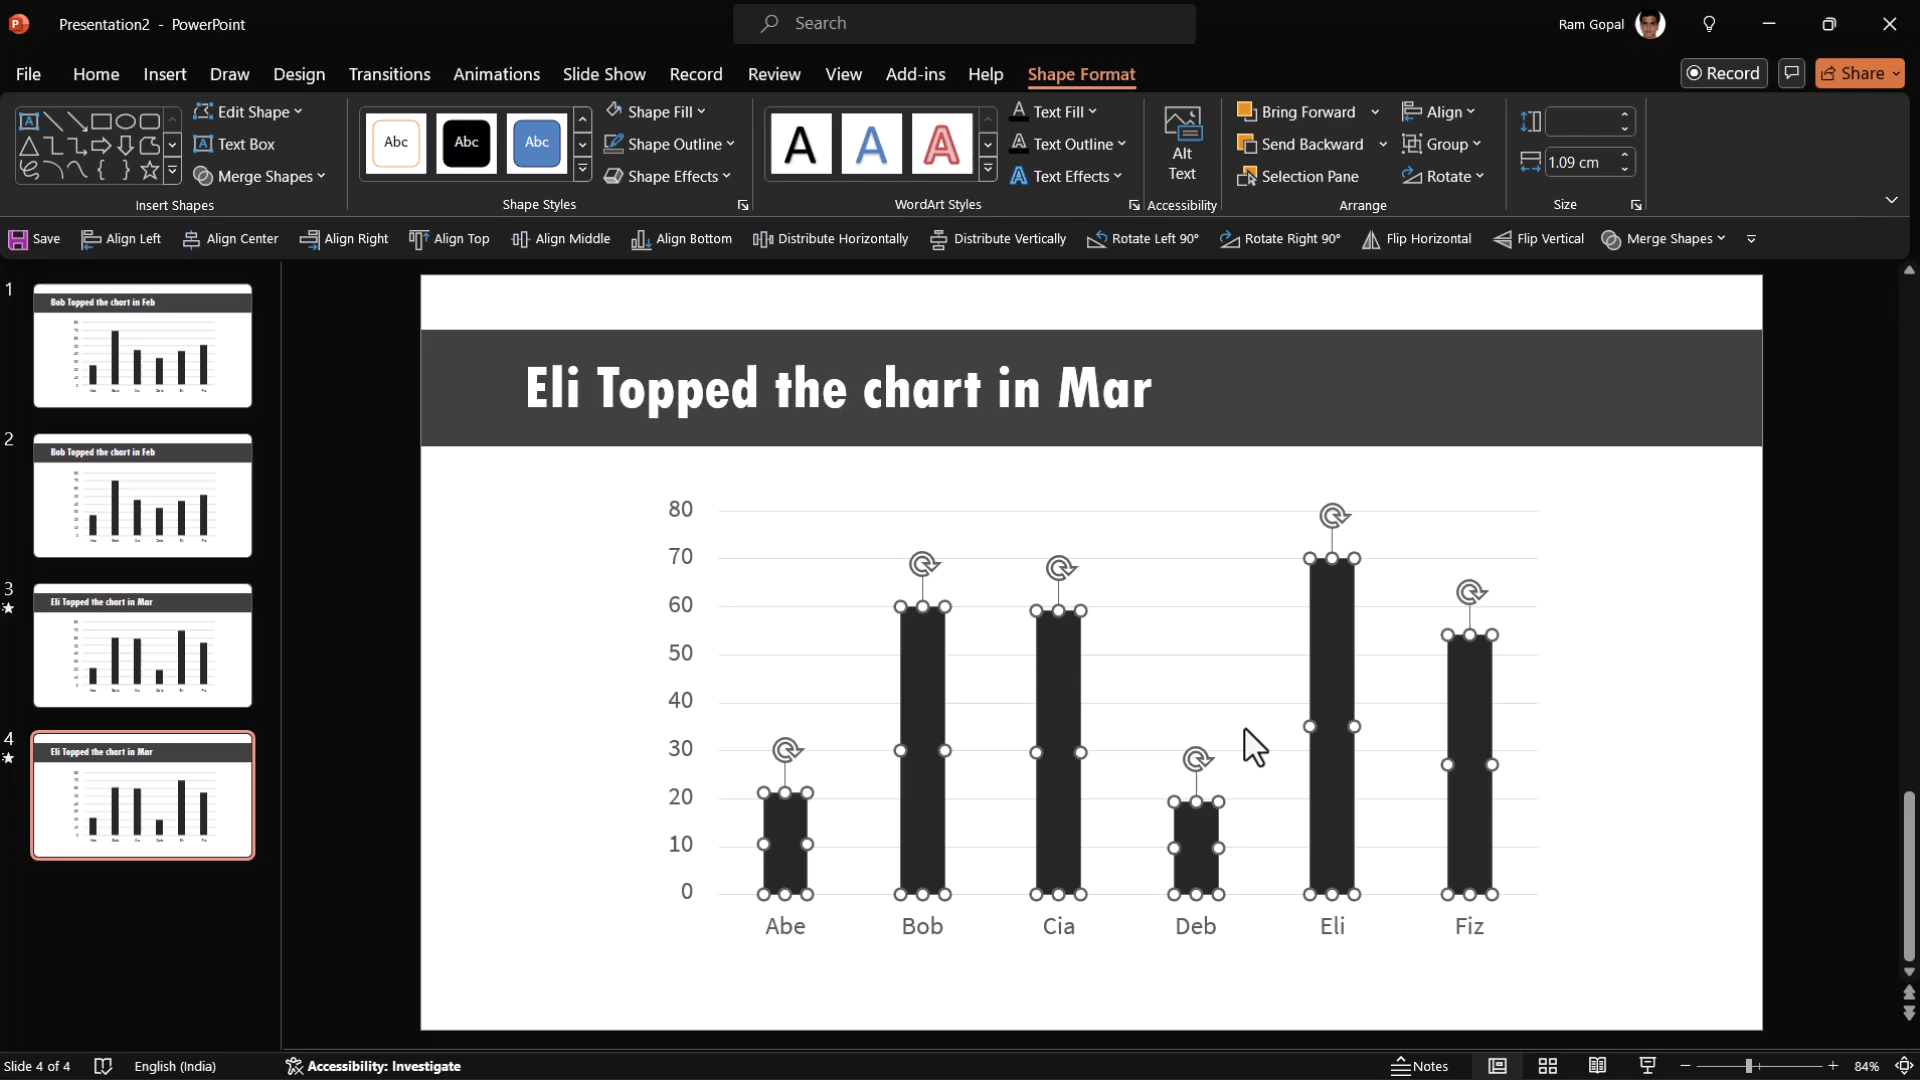 Presentation2 - PowerPoint
Search
Ram Gopal
File Home Insert Draw Design Transitions Animations Slide Show Record Review View Add-ins Help Shape Format
Record
Share
Edit Shape
Text Box
Merge Shapes
Insert Shapes
Abc Abc Abc
Shape Fill
Shape Outline
Shape Effects
Shape Styles
A A A
Text Fill
Text Outline
Text Effects
WordArt Styles
Alt
Text
Accessibility
Bring Forward
Send Backward
Selection Pane
Align
Group
Rotate
Arrange
1.09 cm
Size
Save Align Left Align Center Align Right Align Top Align Middle Align Bottom Distribute Horizontally Distribute Vertically Rotate Left 90° Rotate Right 90° Flip Horizontal Flip Vertical Merge Shapes
1
Bob Topped the chart in Feb
2
Bob Topped the chart in Feb
3
Eli Topped the chart in Mar
4
Eli Topped the chart in Mar
Eli Topped the chart in Mar
80
70
60
50
40
30
20
10
0
Abe Bob Cia Deb Eli Fiz
Slide 4 of 4 English (India) Accessibility: Investigate Notes 84%